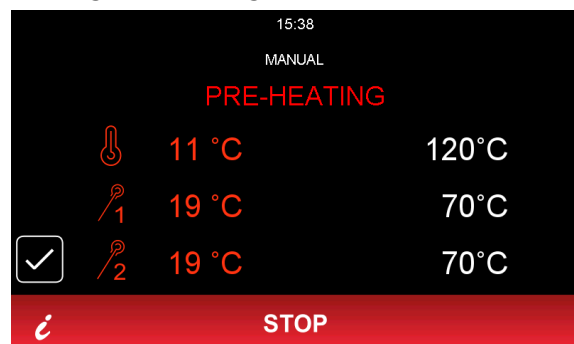 15:38
MANUAL
PRE-HEATING
11 °C 120°C
1 19 °C 70°C
2 19 °C 70°C
i STOP